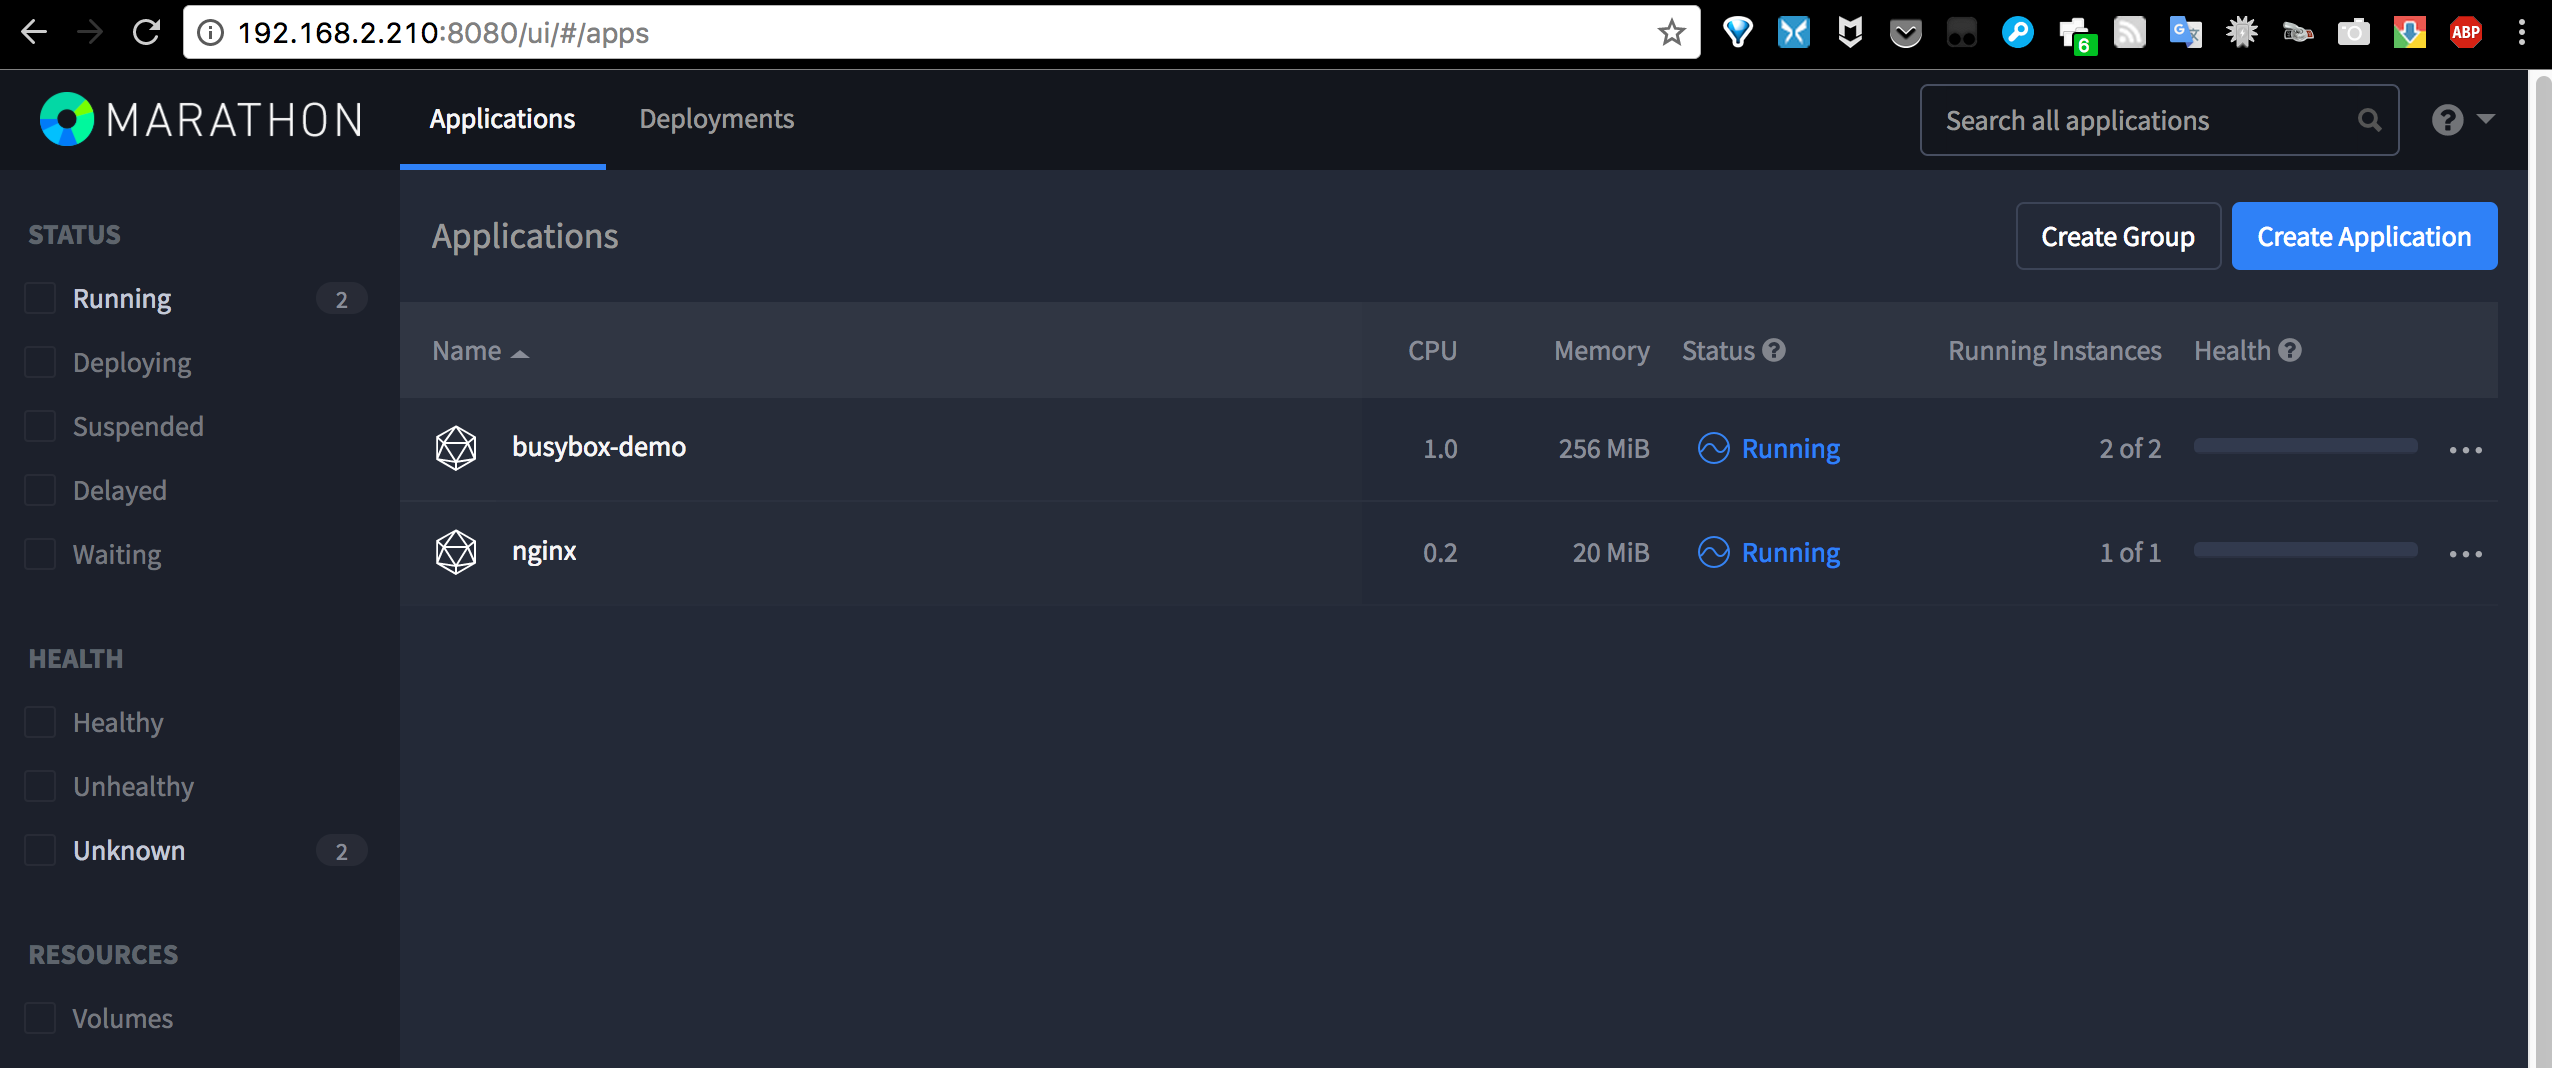 192.168.2.210:8080/ui/#/apps
6
G
ABP
MARATHON
Applications
Deployments
Search all applications
?
STATUS
Running 2
Deploying
Suspended
Delayed
Waiting
HEALTH
Healthy
Unhealthy
Unknown 2
RESOURCES
Volumes
Applications
Create Group
Create Application
Name CPU Memory Status ? Running Instances Health ?
busybox-demo 1.0 256 MiB Running 2 of 2
nginx 0.2 20 MiB Running 1 of 1